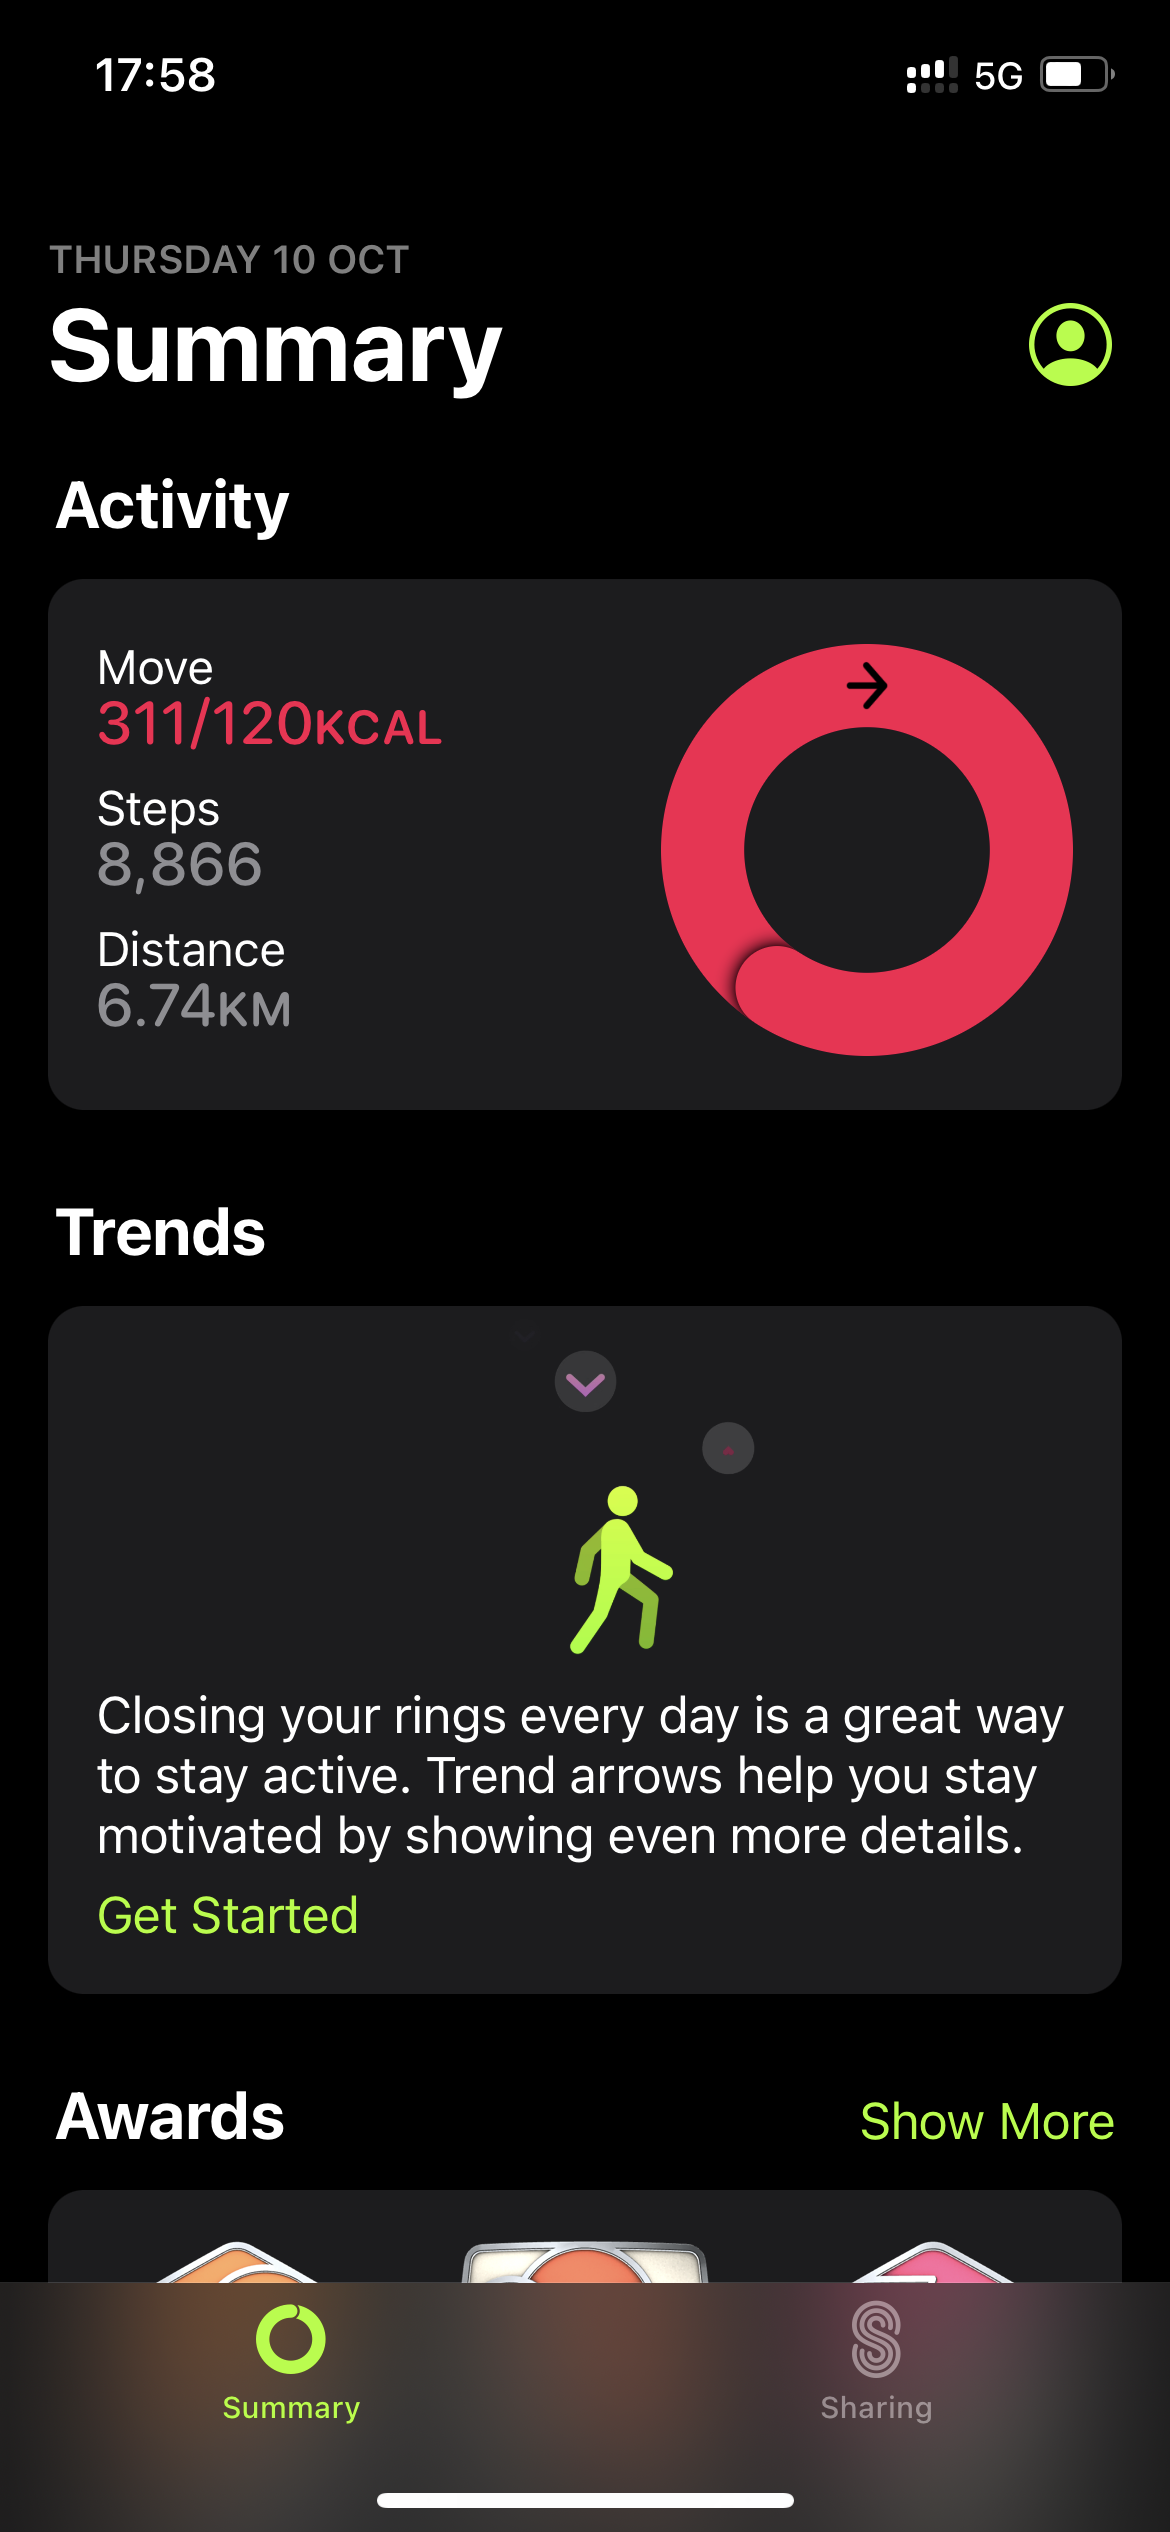 17:58
5G
THURSDAY 10 OCT
Summary
Activity
Move
311/120KCAL
Steps
8,866
Distance
6.74KM
Trends
Closing your rings every day is a great way
to stay active. Trend arrows help you stay
motivated by showing even more details.
Get Started
Awards
Show More
Summary
Sharing